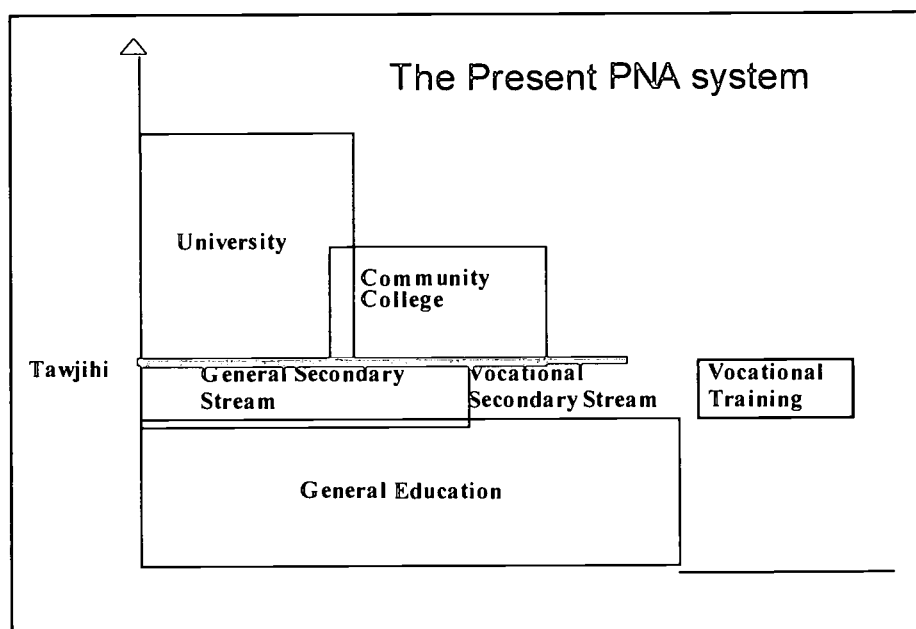 The Present PNA system
University
Community
College
Tawjihi
General Secondary
Stream
Vocational
Secondary Stream
Vocational
Training
General Education